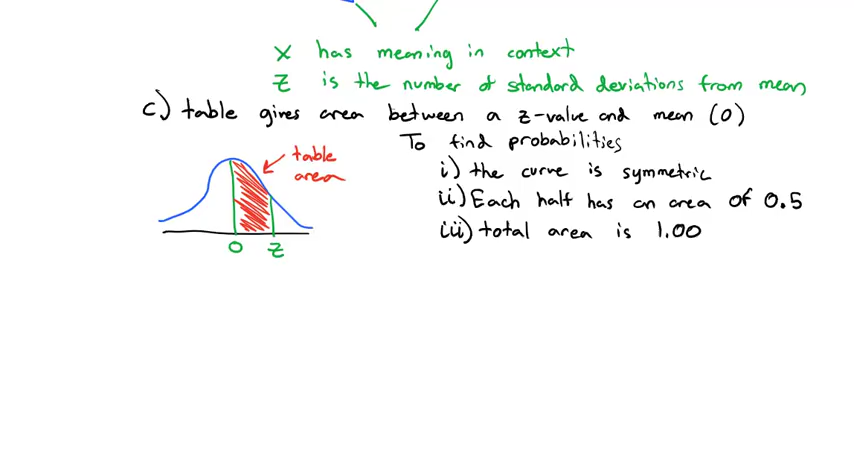 X has meaning in context
Z is the number of standard deviations from mean
c) table gives area between a z-value and mean (0)
To find probabilities
table
area
i) the curve is symmetric
ii) Each half has an area of 0.5
iii) total area is 1.00
0 Z